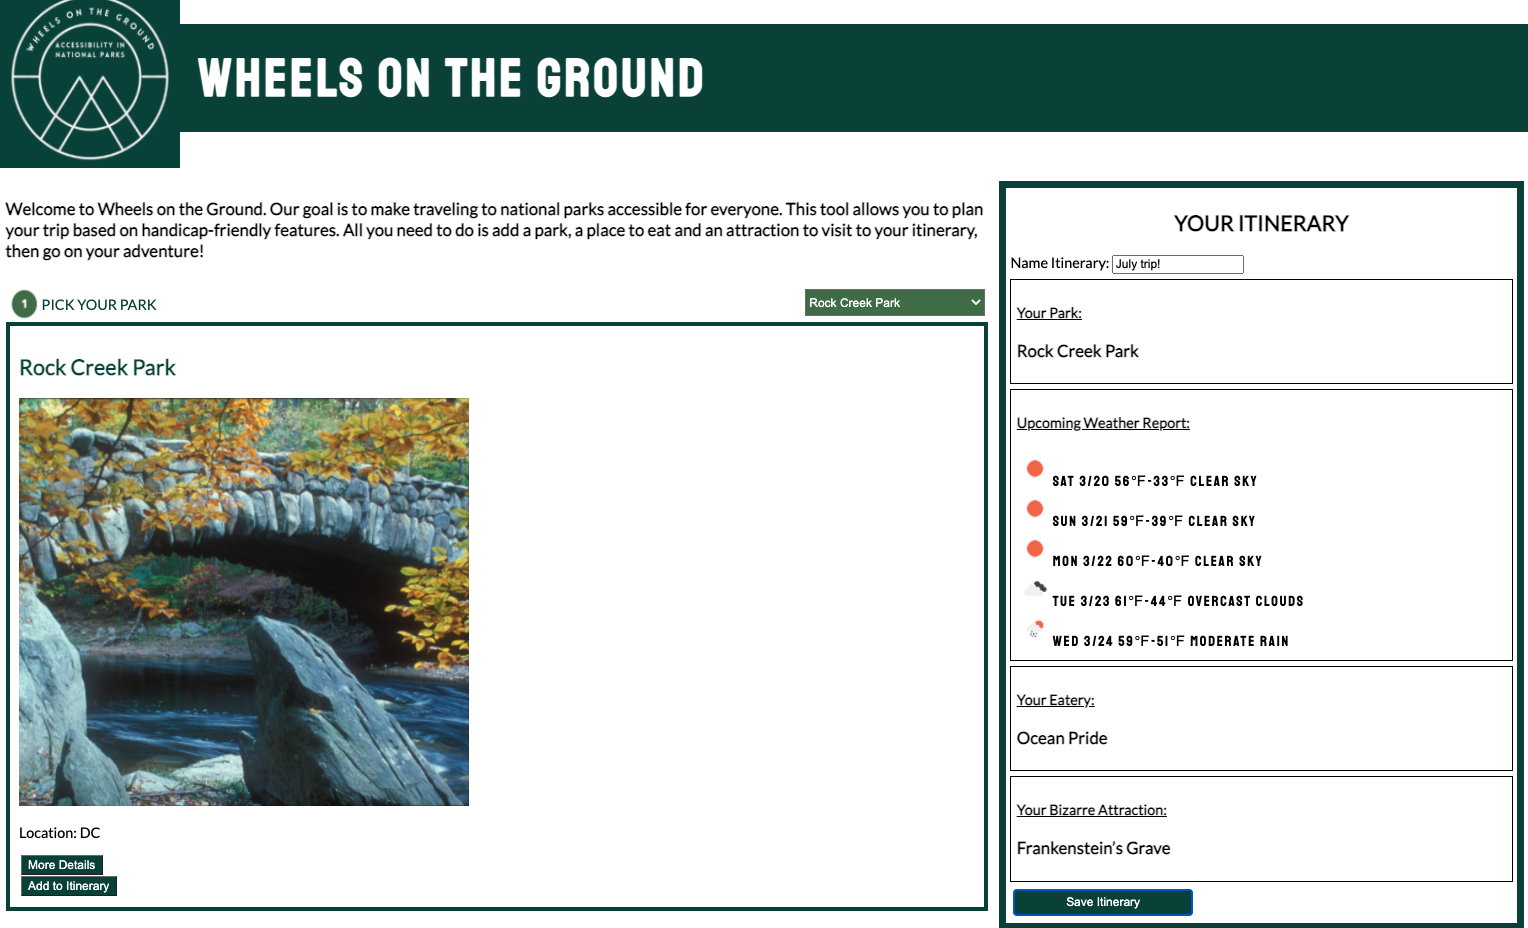 WHEELS ON THE GROUND
ACCESSIBILITY IN
NATIONAL PARKS
WHEELS ON THE GROUND
Welcome to Wheels on the Ground. Our goal is to make traveling to national parks accessible for everyone. This tool allows you to plan
your trip based on handicap-friendly features. All you need to do is add a park, a place to eat and an attraction to visit to your itinerary,
then go on your adventure!
1 PICK YOUR PARK
Rock Creek Park
Rock Creek Park
Location: DC
More Details
Add to Itinerary
YOUR ITINERARY
Name Itinerary: July trip!
Your Park:
Rock Creek Park
Upcoming Weather Report:
SAT 3/20 56°F-33°F CLEAR SKY
SUN 3/21 59°F-39°F CLEAR SKY
MON 3/22 60°F-40°F CLEAR SKY
TUE 3/23 61°F-44°F OVERCAST CLOUDS
WED 3/24 59°F-51°F MODERATE RAIN
Your Eatery:
Ocean Pride
Your Bizarre Attraction:
Frankenstein's Grave
Save Itinerary